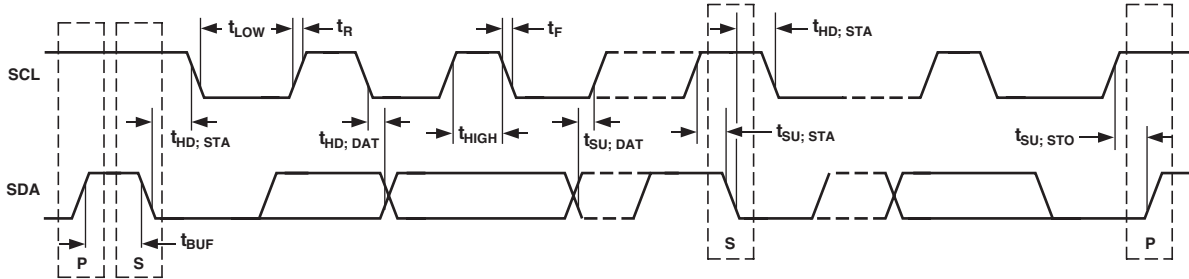 tLOW
tR
tF
tHD; STA
SCL
tHD; STA
tHD; DAT
tHIGH
tSU; DAT
tSU; STA
tSU; STO
SDA
tBUF
P
S
S
P